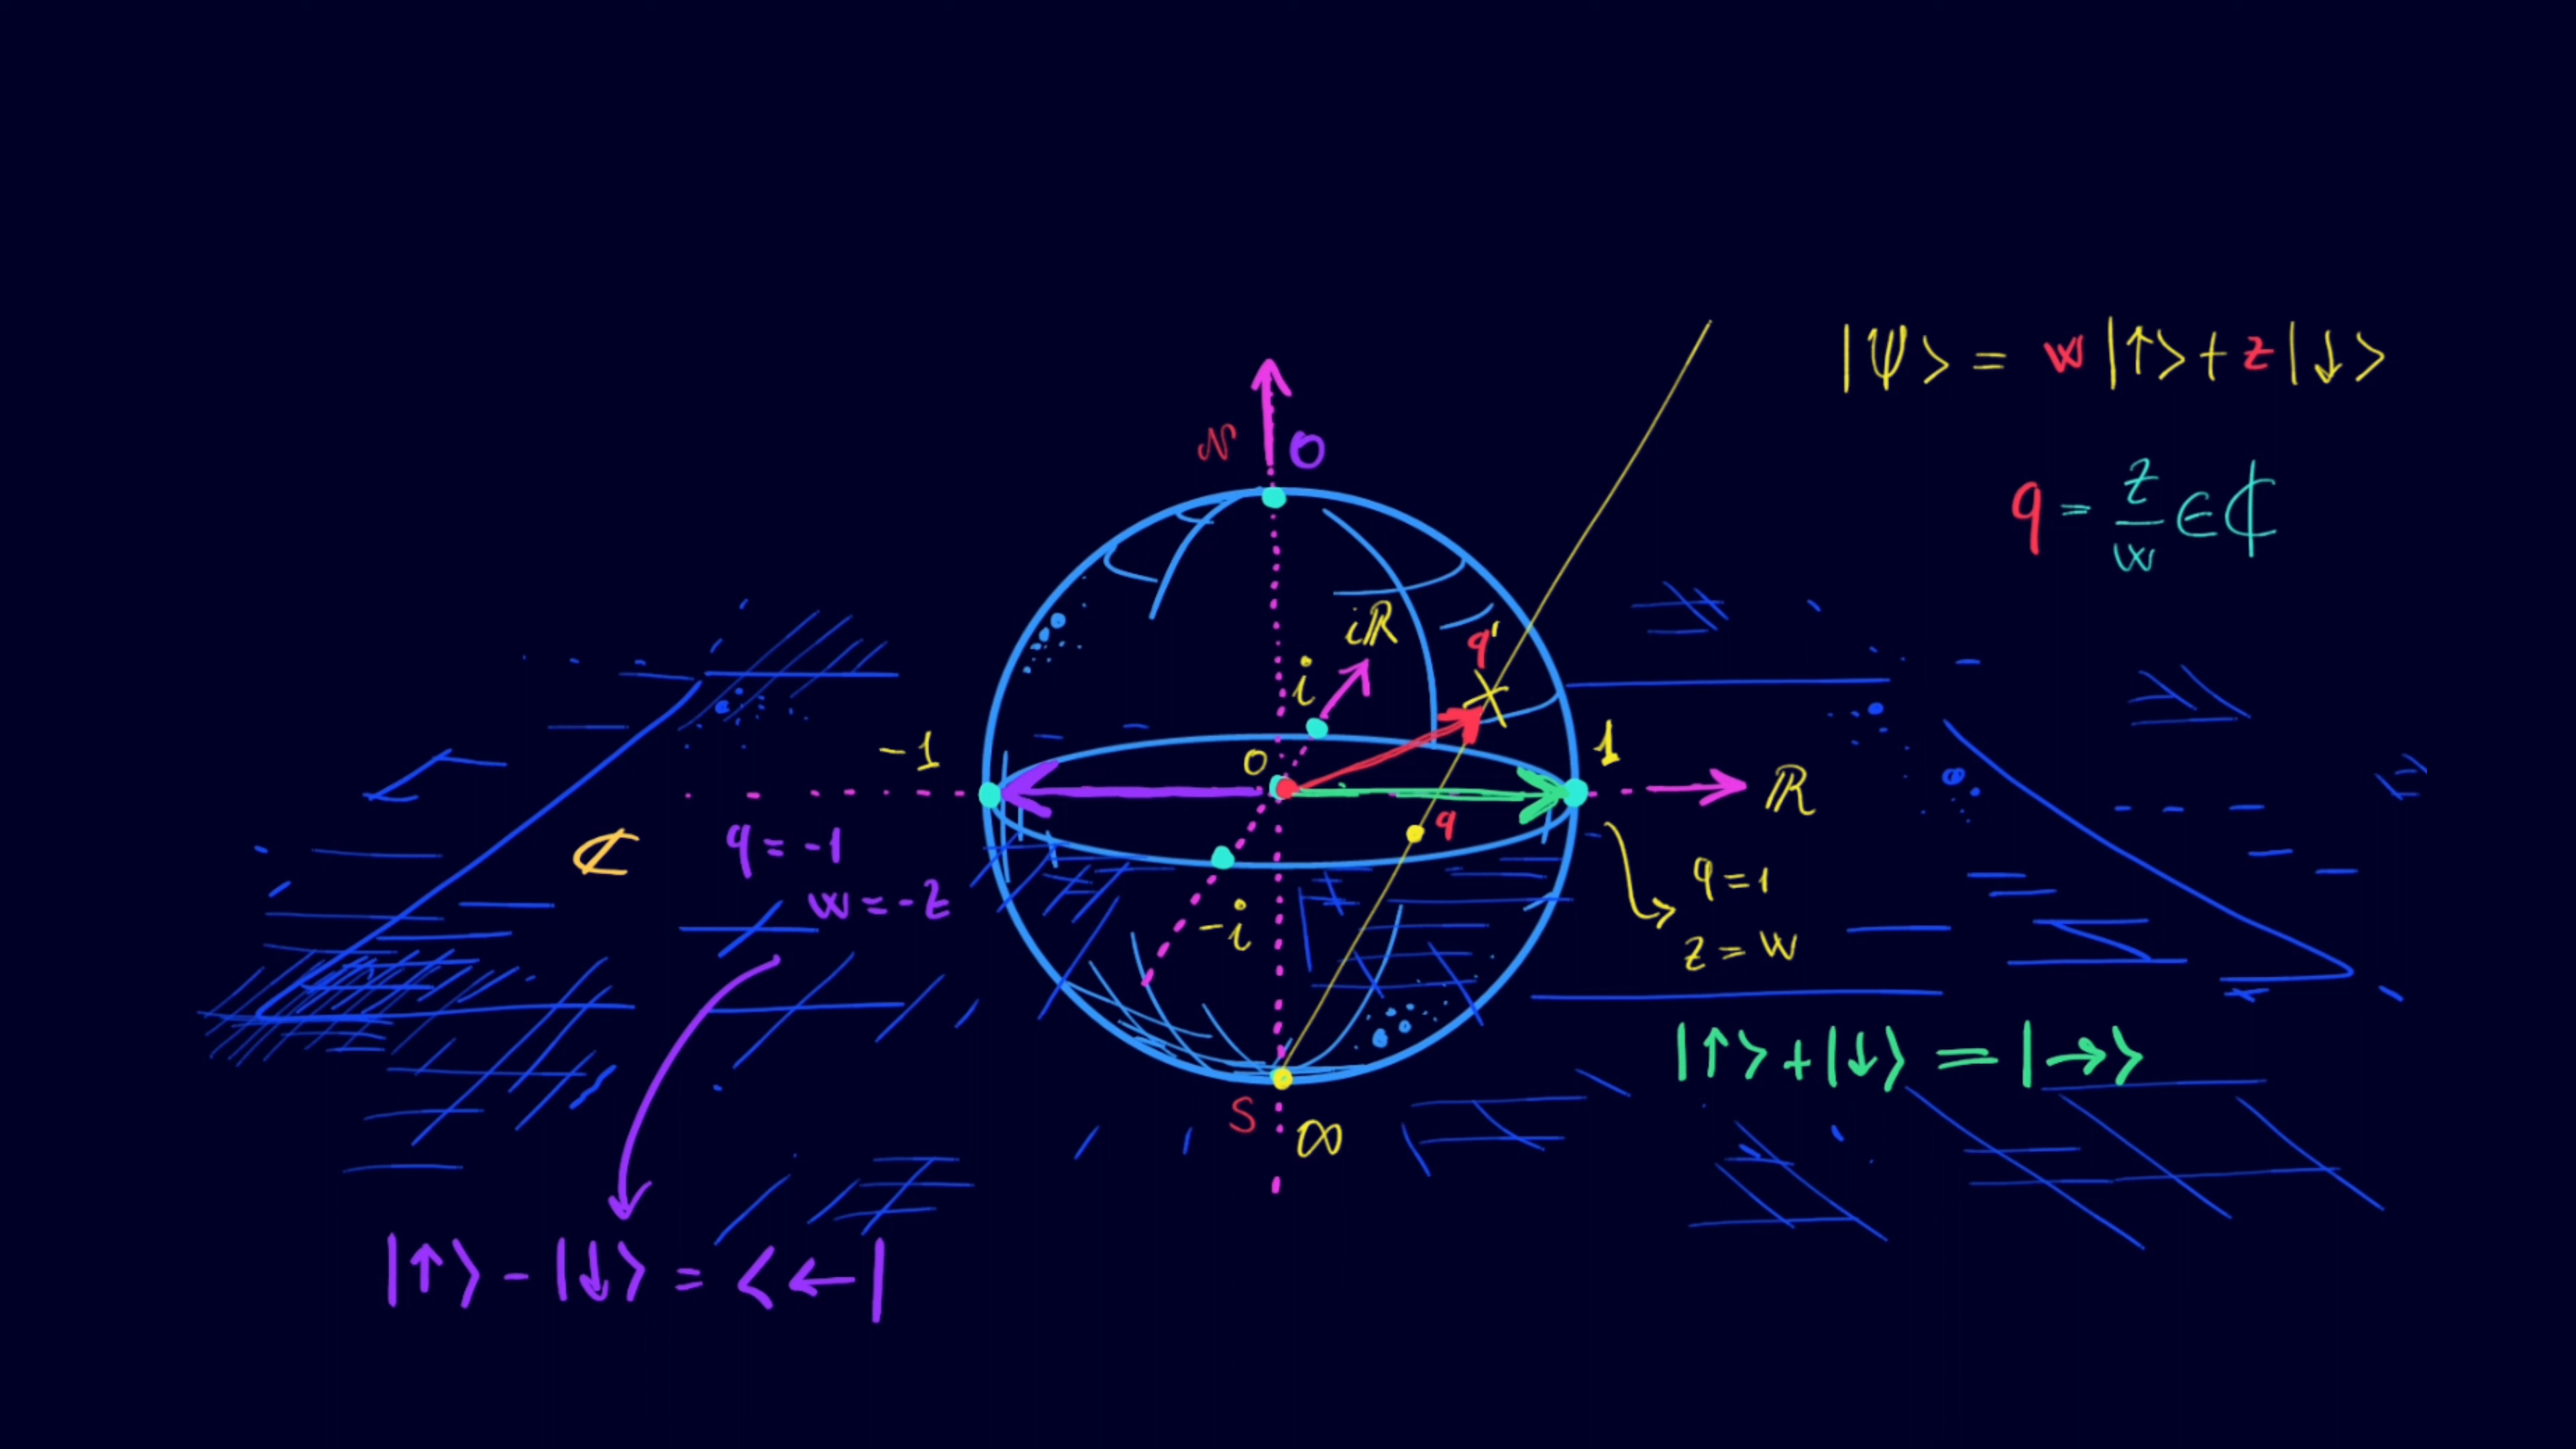 |ψ> = w|↑> + z|↓>
N 0
q = z/w ∈ ℂ
iℝ
q'
i
-1
0
1
ℝ
ℂ
q = -1
q
w = -z
q = 1
-i
z = w
|↑> + |↓> = |→>
S
∞
|↑> - |↓> = <←|